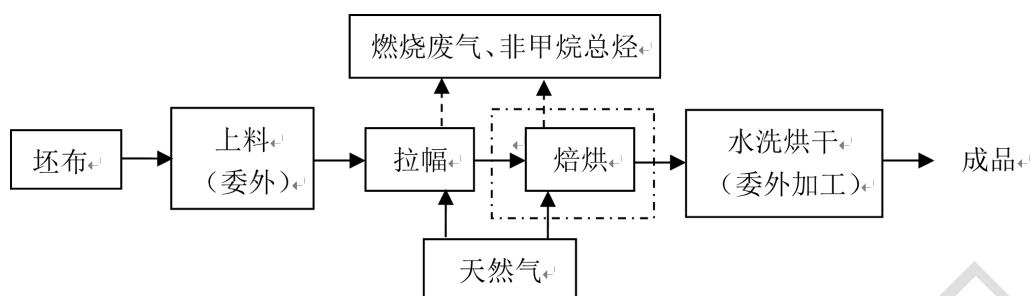 燃烧废气、非甲烷总烃
坯布
上料
（委外）
拉幅
焙烘
水洗烘干
（委外加工）
成品
天然气